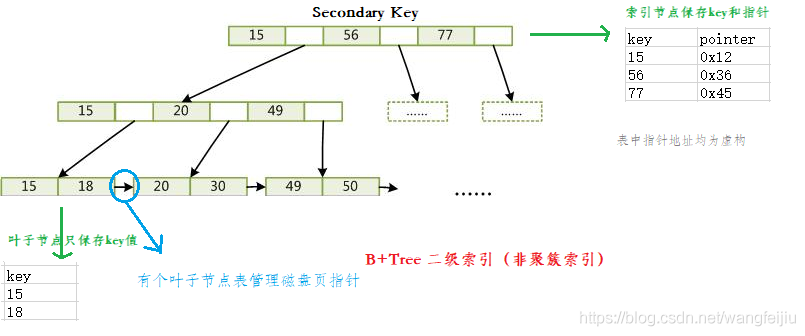 Secondary Key
索引节点保存key和指针
15 56 77
key pointer
15 0x12
56 0x36
77 0x45
表中指针地址均为虚构
15 20 49
...... ......
15 18 20 30 49 50 ......
叶子节点只保存key值
有个叶子节点表管理磁盘页指针
B+Tree 二级索引（非聚簇索引）
key
15
18
https://blog.csdn.net/wangfeijiu